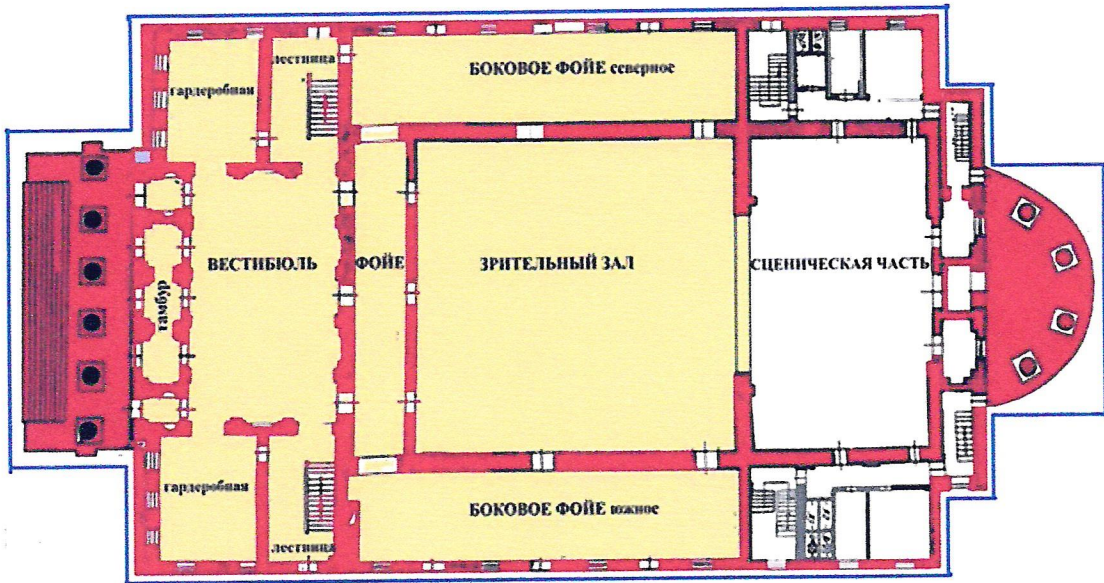 лестница
БОКОВОЕ ФОЙЕ северное
гардеробная
ВЕСТИБЮЛЬ
ФОЙЕ
ЗРИТЕЛЬНЫЙ ЗАЛ
СЦЕНИЧЕСКАЯ ЧАСТЬ
тамбур
гардеробная
БОКОВОЕ ФОЙЕ южное
лестница